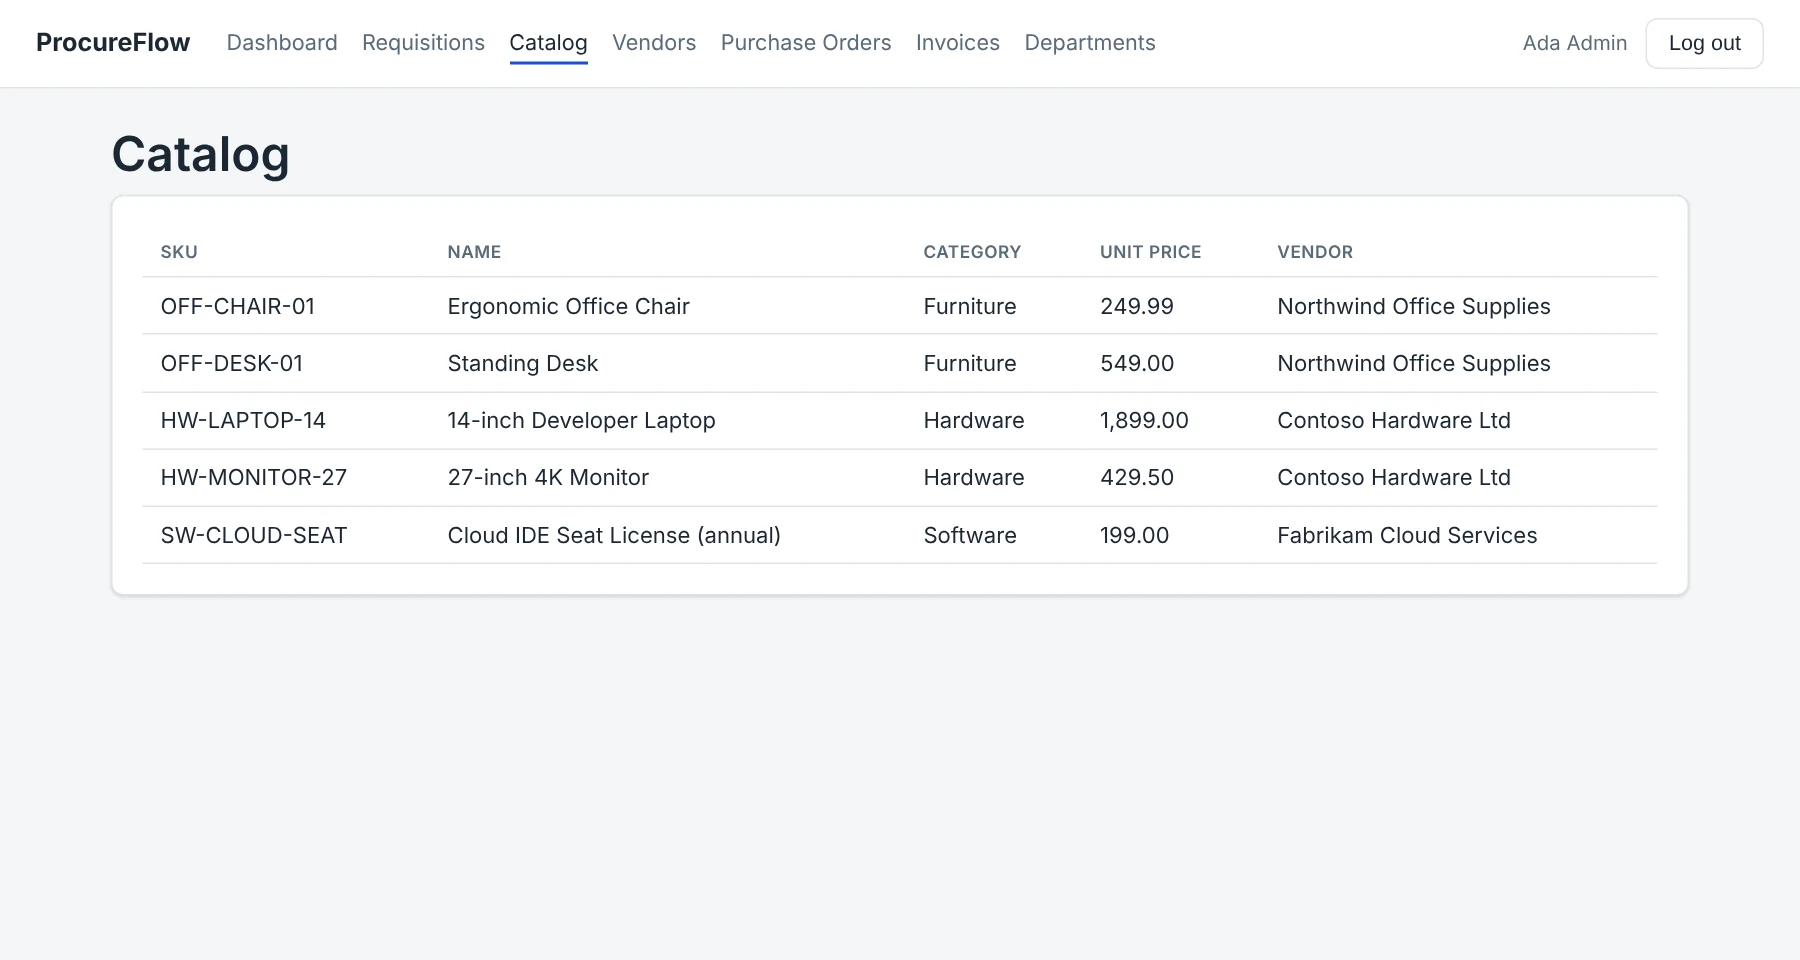 ProcureFlow Dashboard Requisitions Catalog Vendors Purchase Orders Invoices Departments Ada Admin Log out
Catalog
SKU NAME CATEGORY UNIT PRICE VENDOR
OFF-CHAIR-01 Ergonomic Office Chair Furniture 249.99 Northwind Office Supplies
OFF-DESK-01 Standing Desk Furniture 549.00 Northwind Office Supplies
HW-LAPTOP-14 14-inch Developer Laptop Hardware 1,899.00 Contoso Hardware Ltd
HW-MONITOR-27 27-inch 4K Monitor Hardware 429.50 Contoso Hardware Ltd
SW-CLOUD-SEAT Cloud IDE Seat License (annual) Software 199.00 Fabrikam Cloud Services